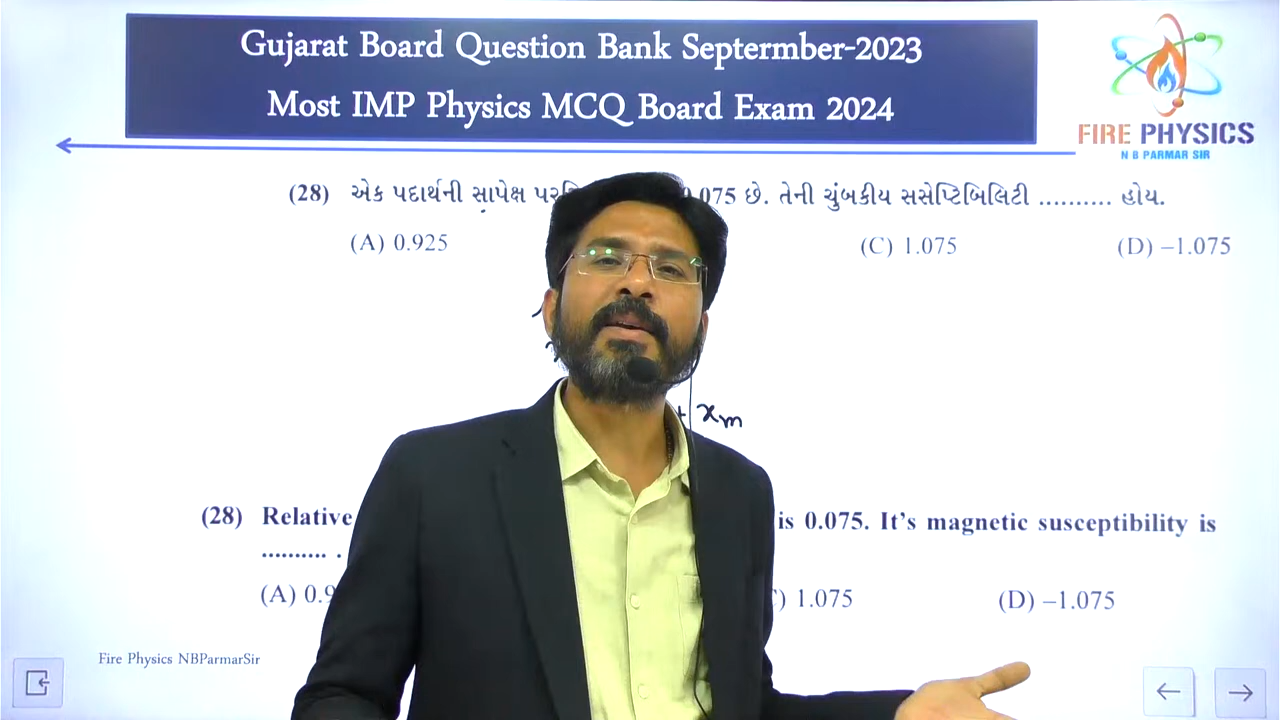 Gujarat Board Question Bank Septermber-2023
Most IMP Physics MCQ Board Exam 2024
FIRE PHYSICS
N B PARMAR SIR
(28) એક પદાર્થની સાપેક્ષ 0.075 છે. તેની ચુંબકીય સસેપ્ટિબિલિટી .......... હોય.
(A) 0.925 (C) 1.075 (D) –1.075
+ xm
(28) Relative is 0.075. It's magnetic susceptibility is
.......... .
(A) 0.9 ) 1.075 (D) –1.075
Fire Physics NBParmarSir